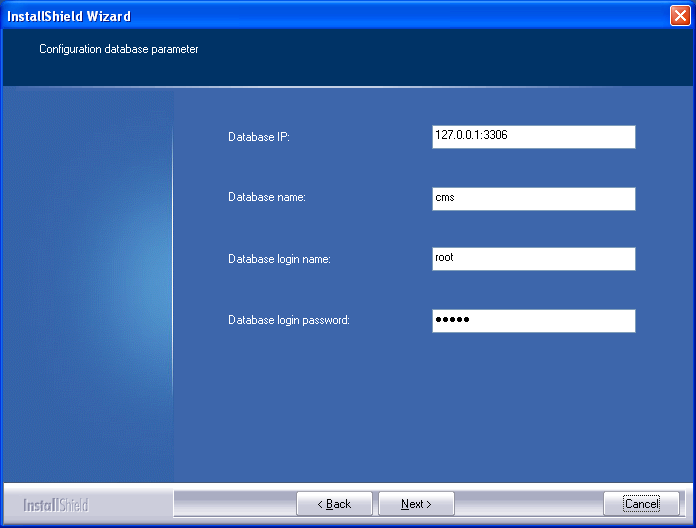 InstallShield Wizard
Configuration database parameter
Database IP: 127.0.0.1:3306
Database name: cms
Database login name: root
Database login password: •••••
InstallShield
< Back Next > Cancel